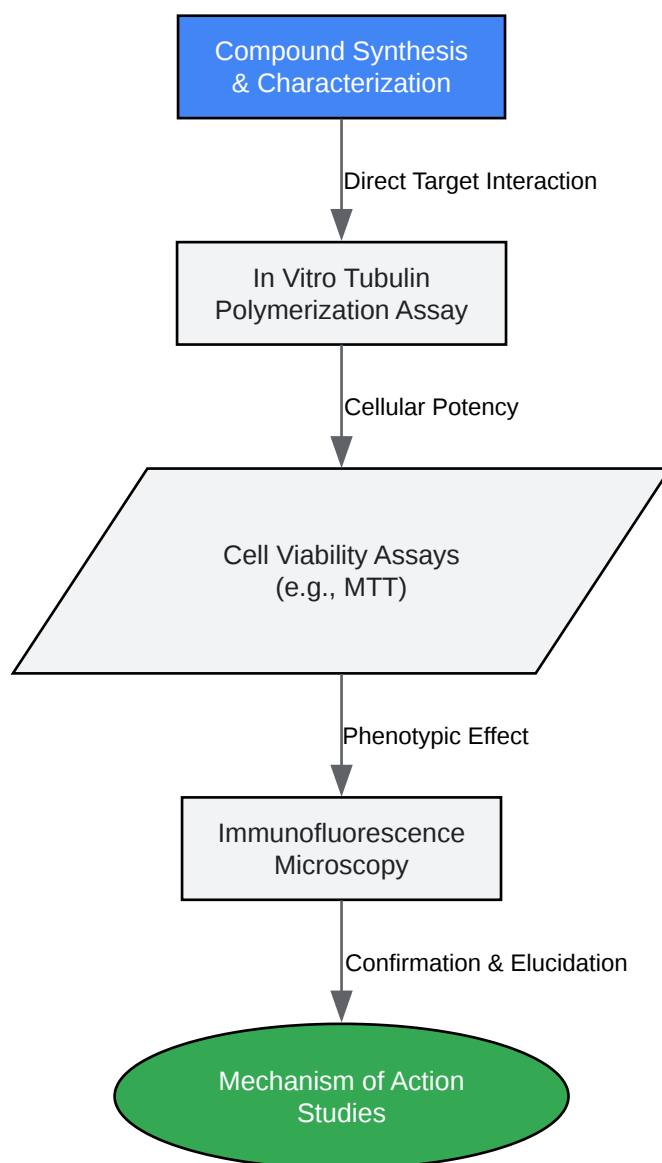 Compound Synthesis
& Characterization
Direct Target Interaction
In Vitro Tubulin
Polymerization Assay
Cellular Potency
Cell Viability Assays
(e.g., MTT)
Phenotypic Effect
Immunofluorescence
Microscopy
Confirmation & Elucidation
Mechanism of Action
Studies